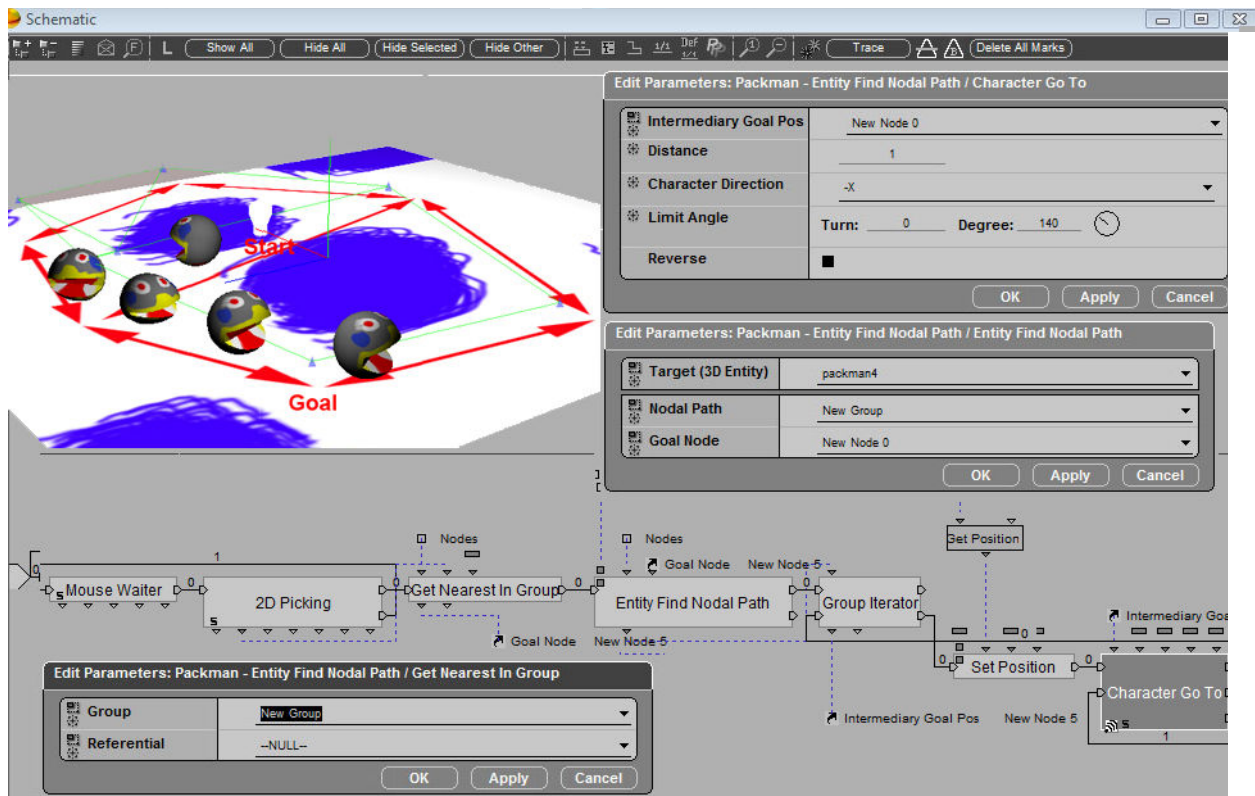 Schematic
L
Show All
Hide All
Hide Selected
Hide Other
1/1
Def
1/1
Trace
Delete All Marks
Edit Parameters: Packman - Entity Find Nodal Path / Character Go To
Intermediary Goal Pos
New Node 0
Distance
1
Character Direction
-X
Limit Angle
Turn: 0 Degree: 140
Reverse
OK
Apply
Cancel
Start
Goal
Edit Parameters: Packman - Entity Find Nodal Path / Entity Find Nodal Path
Target (3D Entity)
packman4
Nodal Path
New Group
Goal Node
New Node 0
OK
Apply
Cancel
Get Position
Nodes
Nodes
Goal Node New Node 5
1
0
Mouse Waiter
S
0
2D Picking
S
0
Get Nearest In Group
0
Entity Find Nodal Path
0
Group Iterator
Intermediary Goa
Goal Node New Node 5
0
0
Set Position
0
Character Go To
S
1
Intermediary Goal Pos New Node 5
Edit Parameters: Packman - Entity Find Nodal Path / Get Nearest In Group
Group
New Group
Referential
--NULL--
OK
Apply
Cancel